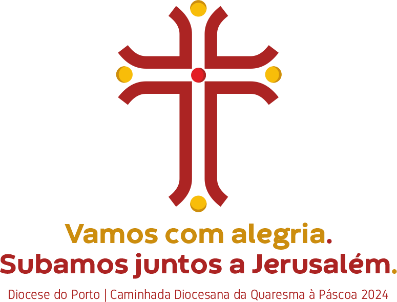 Vamos com alegria.
Subamos juntos a Jerusalém.
Diocese do Porto | Caminhada Diocesana da Quaresma à Páscoa 2024